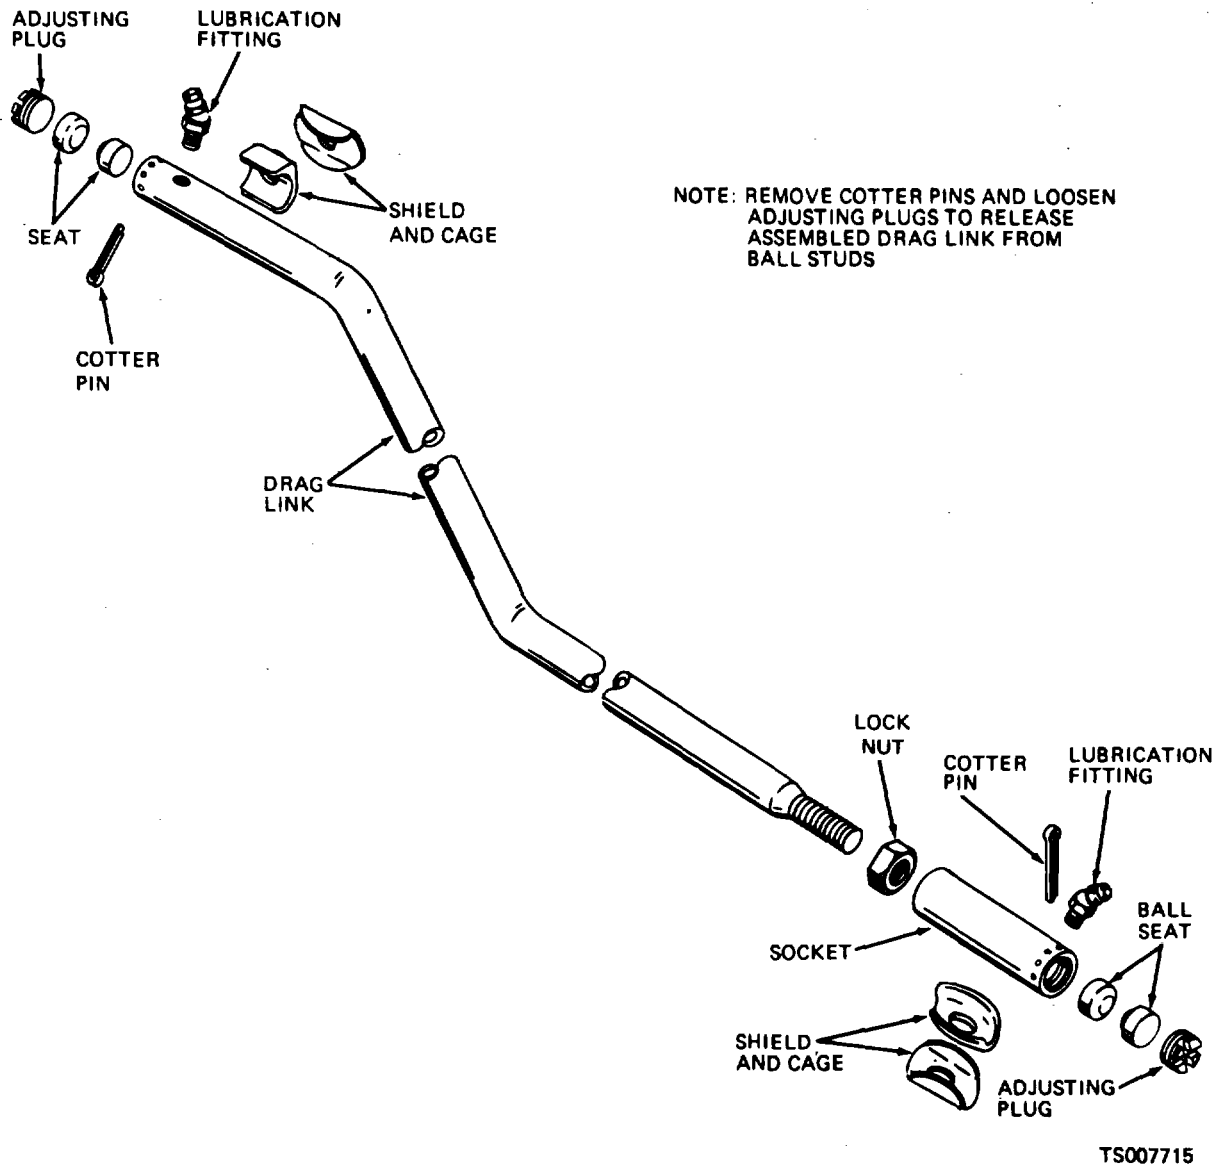 ADJUSTING
PLUG
LUBRICATION
FITTING
SHIELD
AND CAGE
SEAT
COTTER
PIN
NOTE: REMOVE COTTER PINS AND LOOSEN
ADJUSTING PLUGS TO RELEASE
ASSEMBLED DRAG LINK FROM
BALL STUDS
DRAG
LINK
LOCK
NUT
COTTER
PIN
LUBRICATION
FITTING
BALL
SEAT
SOCKET
SHIELD
AND CAGE
ADJUSTING
PLUG
TS007715